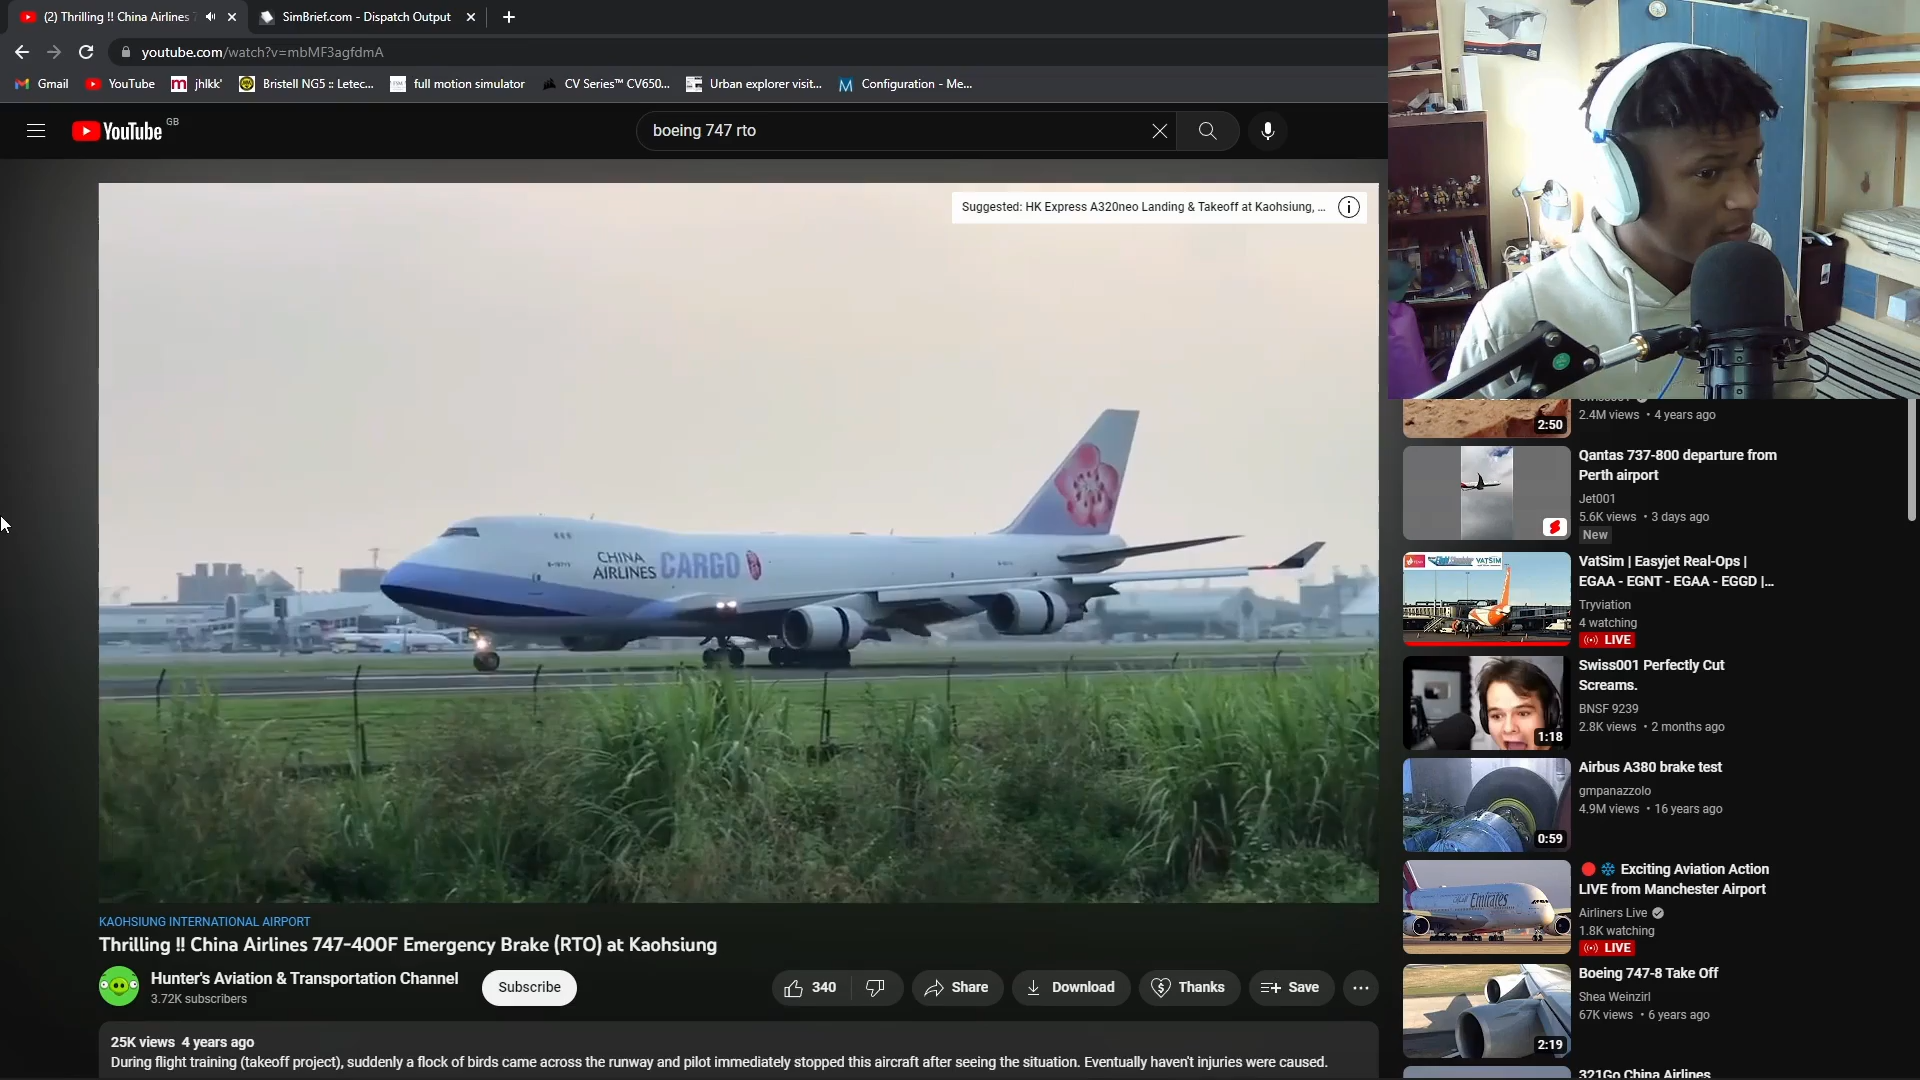 (2) Thrilling !! China Airlines
SimBrief.com - Dispatch Output
youtube.com/watch?v=mbMF3agfdmA
Gmail
YouTube
jhlkk'
Bristell NG5 :: Letec...
full motion simulator
CV Series™ CV650...
Urban explorer visit...
Configuration - Me...
YouTube GB
boeing 747 rto
Suggested: HK Express A320neo Landing & Takeoff at Kaohsiung, ...
CHINA AIRLINES CARGO
KAOHSIUNG INTERNATIONAL AIRPORT
Thrilling !! China Airlines 747-400F Emergency Brake (RTO) at Kaohsiung
Hunter's Aviation & Transportation Channel
3.72K subscribers
Subscribe
340
Share
Download
Thanks
Save
25K views 4 years ago
During flight training (takeoff project), suddenly a flock of birds came across the runway and pilot immediately stopped this aircraft after seeing the situation. Eventually haven't injuries were caused.
2:50
2.4M views • 4 years ago
Qantas 737-800 departure from
Perth airport
Jet001
5.6K views • 3 days ago
New
VATSIM
VatSim | Easyjet Real-Ops |
EGAA - EGNT - EGAA - EGGD |...
Tryviation
4 watching
LIVE
Swiss001 Perfectly Cut
Screams.
BNSF 9239
2.8K views • 2 months ago
1:18
Airbus A380 brake test
gmpanazzolo
4.9M views • 16 years ago
0:59
Exciting Aviation Action
LIVE from Manchester Airport
Airliners Live
1.8K watching
LIVE
Emirates
Boeing 747-8 Take Off
Shea Weinzirl
67K views • 6 years ago
2:19
321Go China Airlines